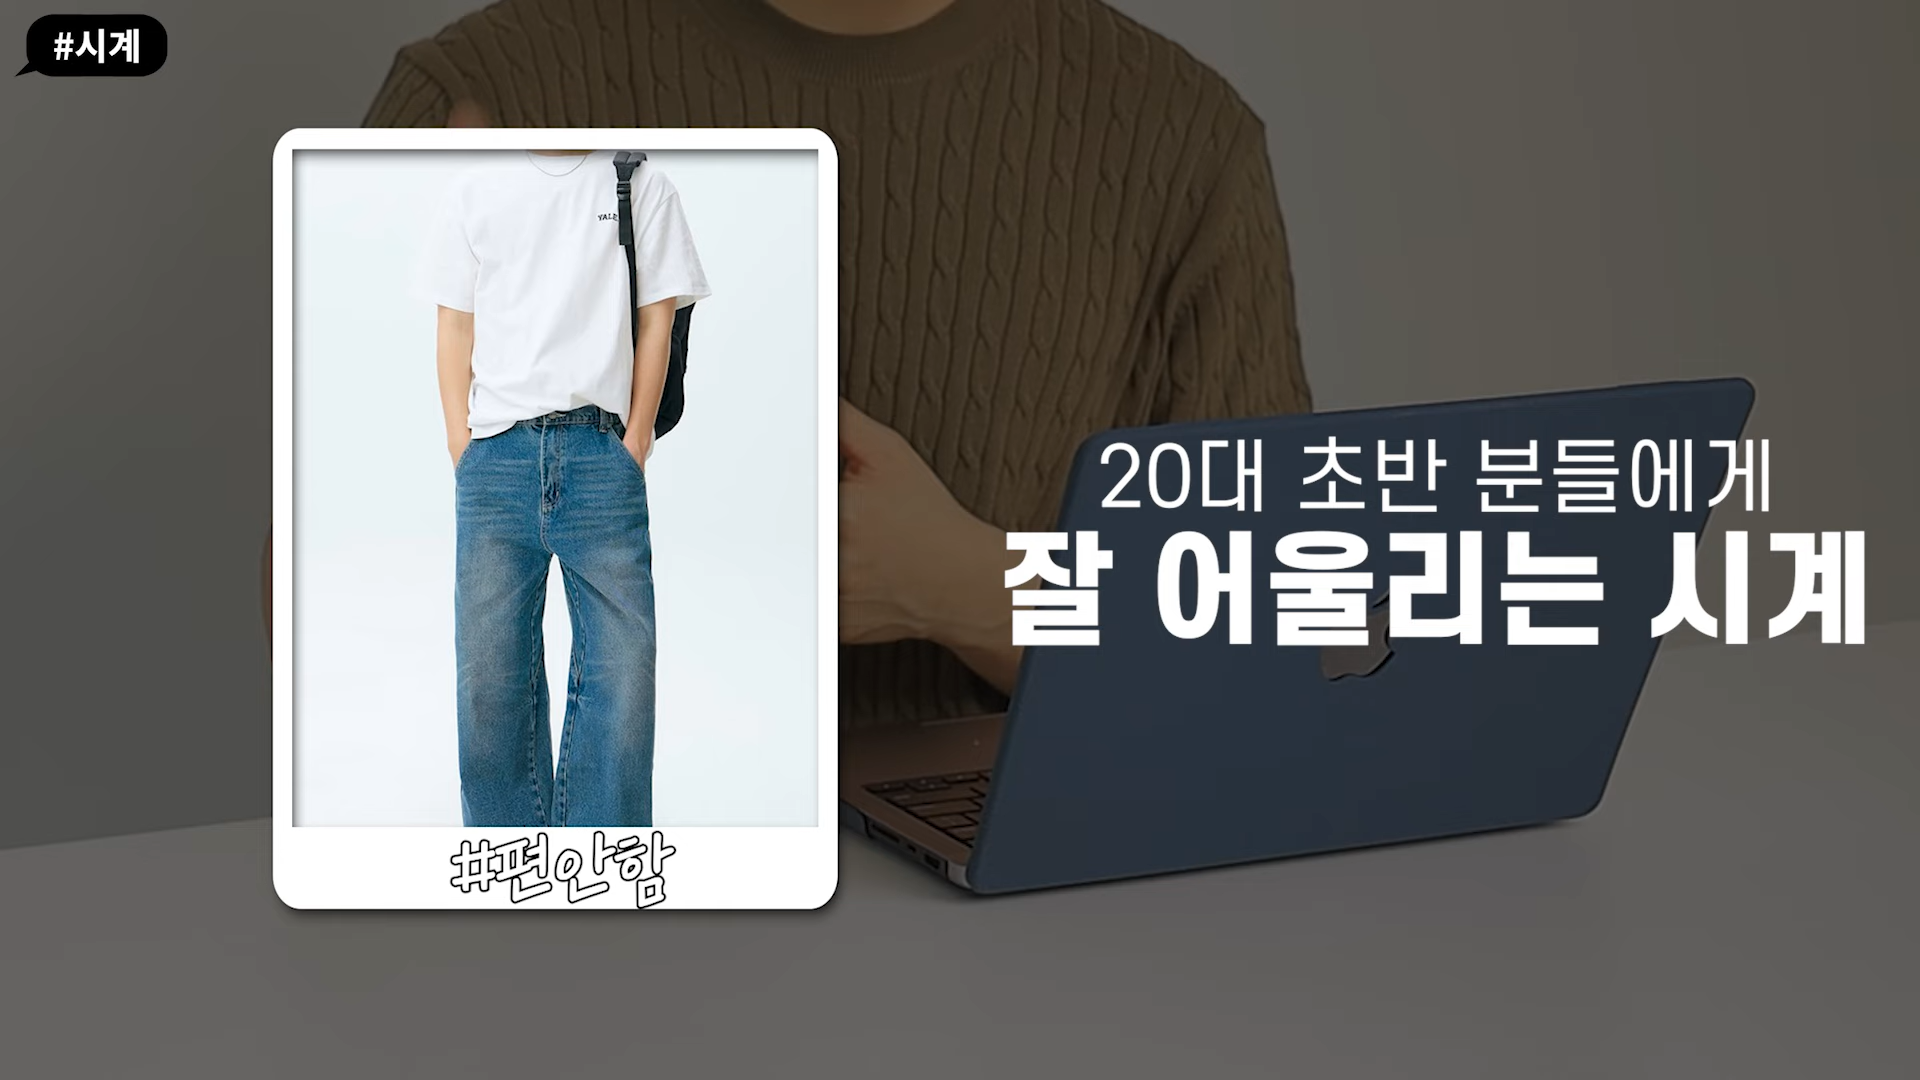 #시계
20대 초반 분들에게
잘 어울리는 시계
#편안함